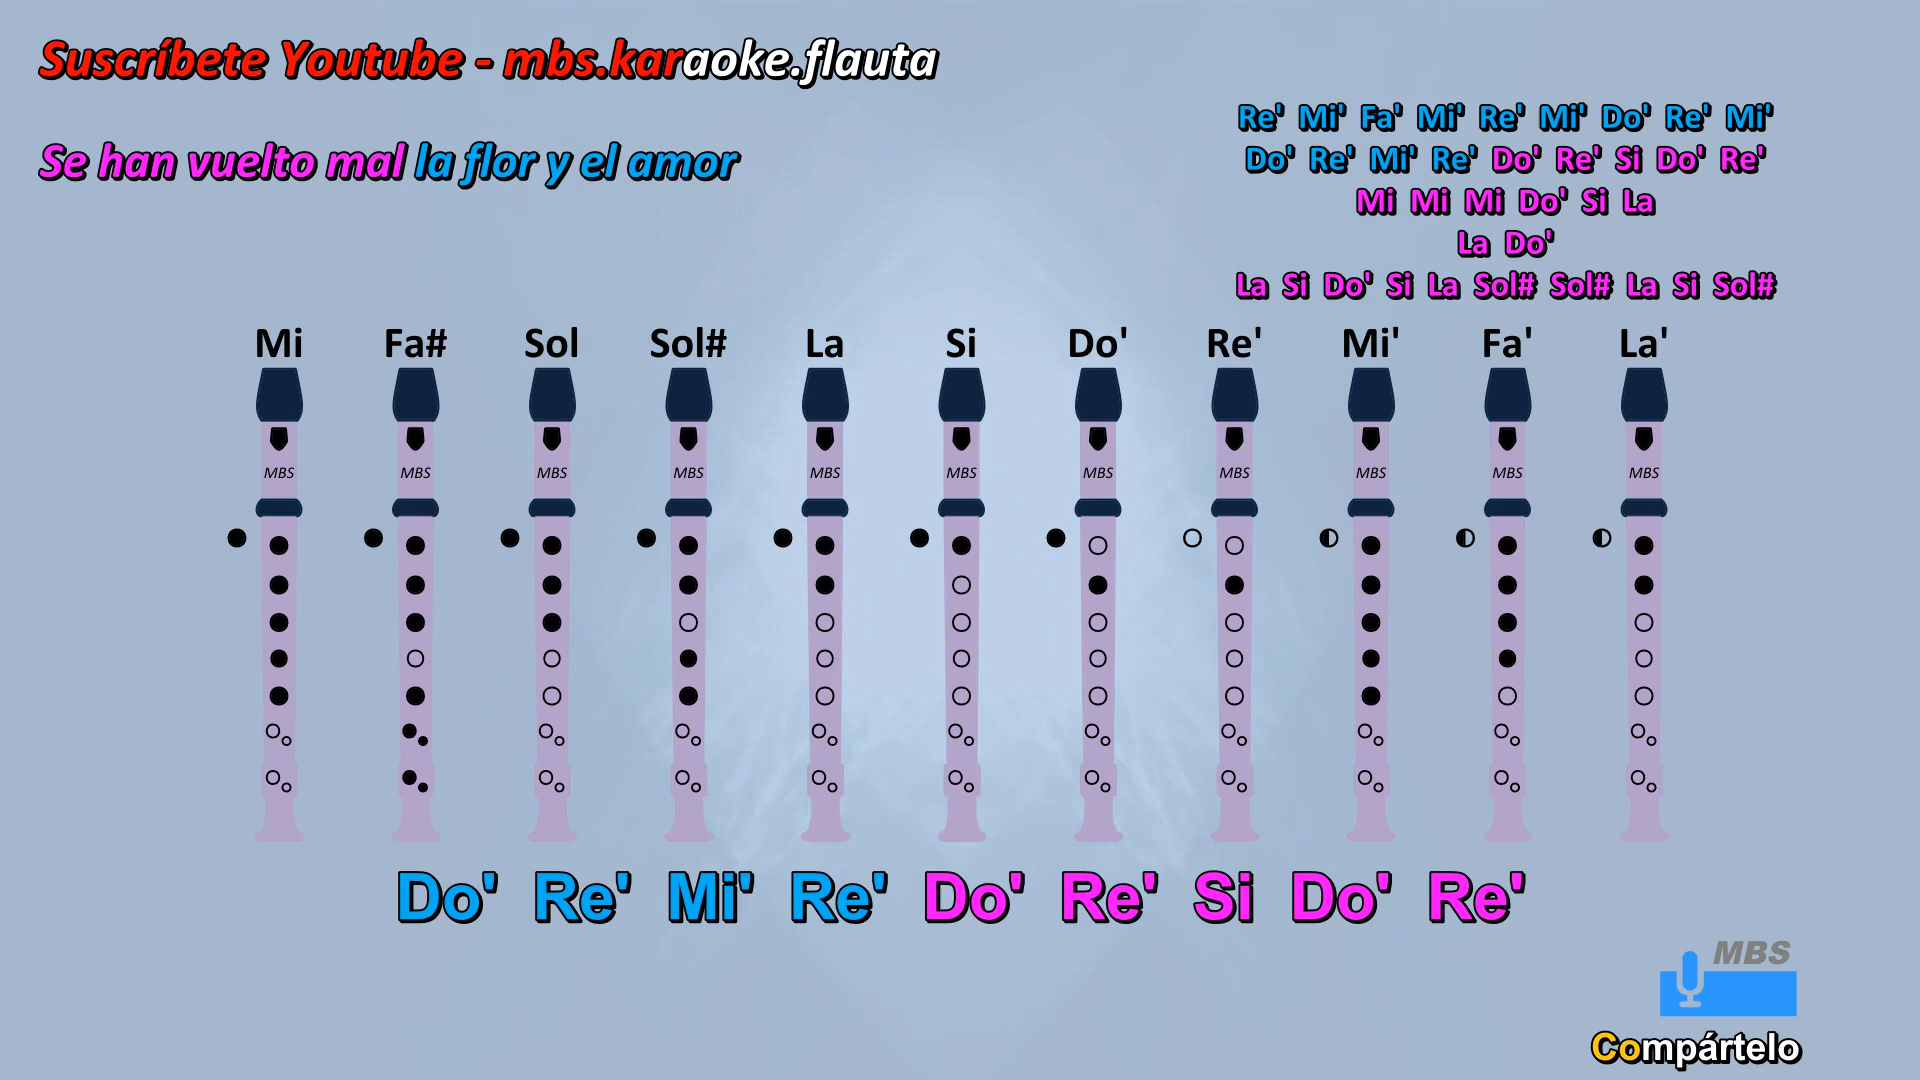 Suscríbete Youtube - mbs.karaoke.flauta
Se han vuelto mal la flor y el amor
Re' Mi' Fa' Mi' Re' Mi' Do' Re' Mi'
Do' Re' Mi' Re' Do' Re' Si Do' Re'
Mi Mi Mi Do' Si La
La Do'
La Si Do' Si La Sol# Sol# La Si Sol#
Mi Fa# Sol Sol# La Si Do' Re' Mi' Fa' La'
MBS MBS MBS MBS MBS MBS MBS MBS MBS MBS MBS
Do' Re' Mi' Re' Do' Re' Si Do' Re'
MBS
Compártelo